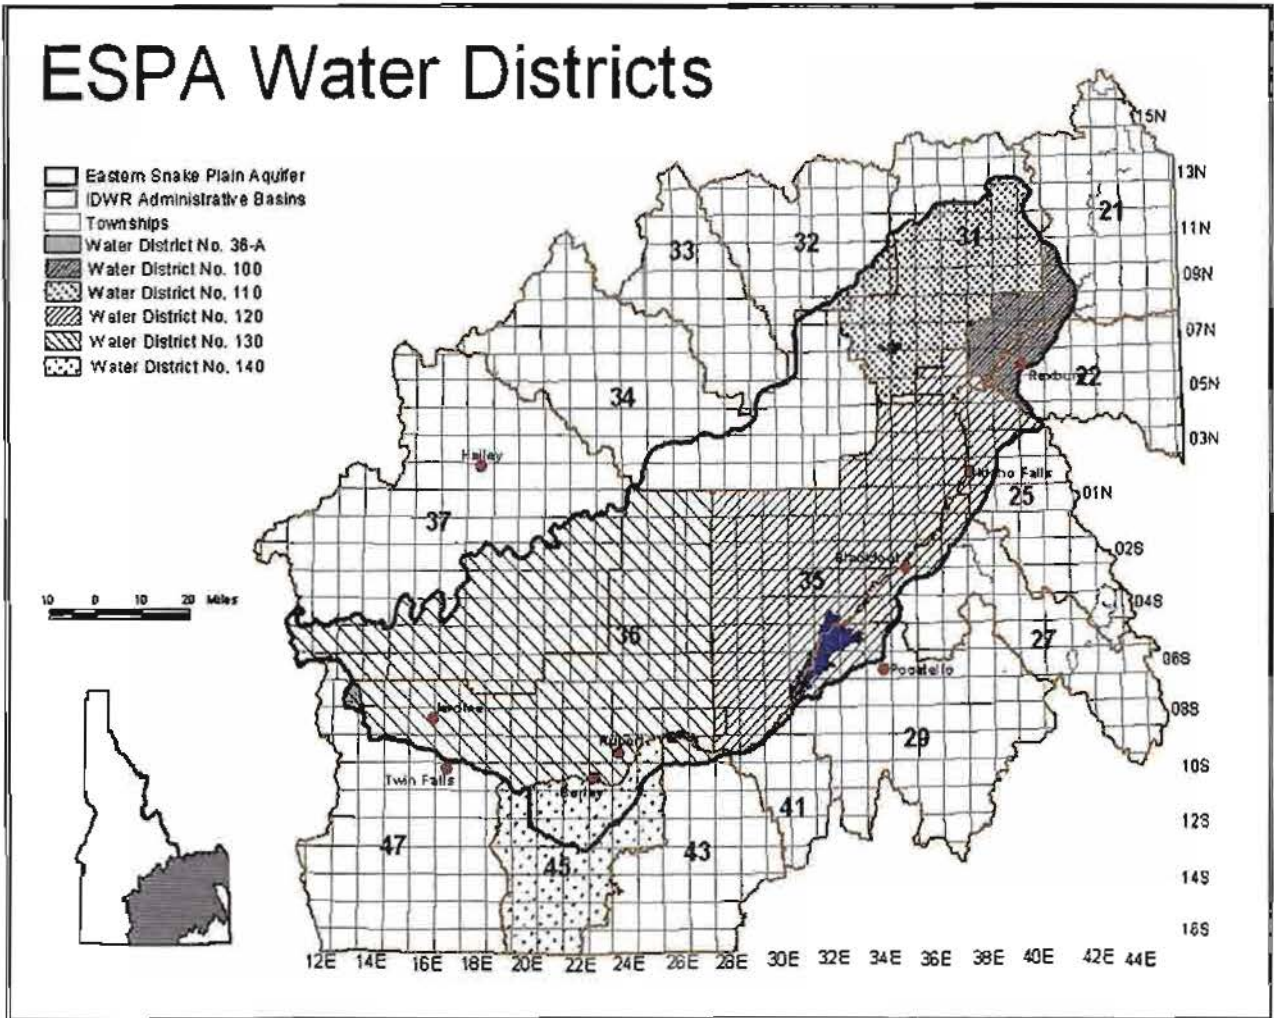 ESPA Water Districts
Eastern Snake Plain Aquifer
IDWR Administrative Basins
Townships
Water District No. 36-A
Water District No. 100
Water District No. 110
Water District No. 120
Water District No. 130
Water District No. 140
15N
13N
21
11N
33
32
31
09N
07N
Rexburg
22
05N
34
03N
Hailey
Idaho Falls
25
01N
37
02S
Blackfoot
35
04S
10 0 10 20 Miles
36
27
06S
Pocatello
08S
Jerome
29
Rupert
10S
Twin Falls
Burley
41
12S
47
43
45
14S
16S
12E 14E 16E 18E 20E 22E 24E 26E 28E 30E 32E 34E 36E 38E 40E 42E 44E